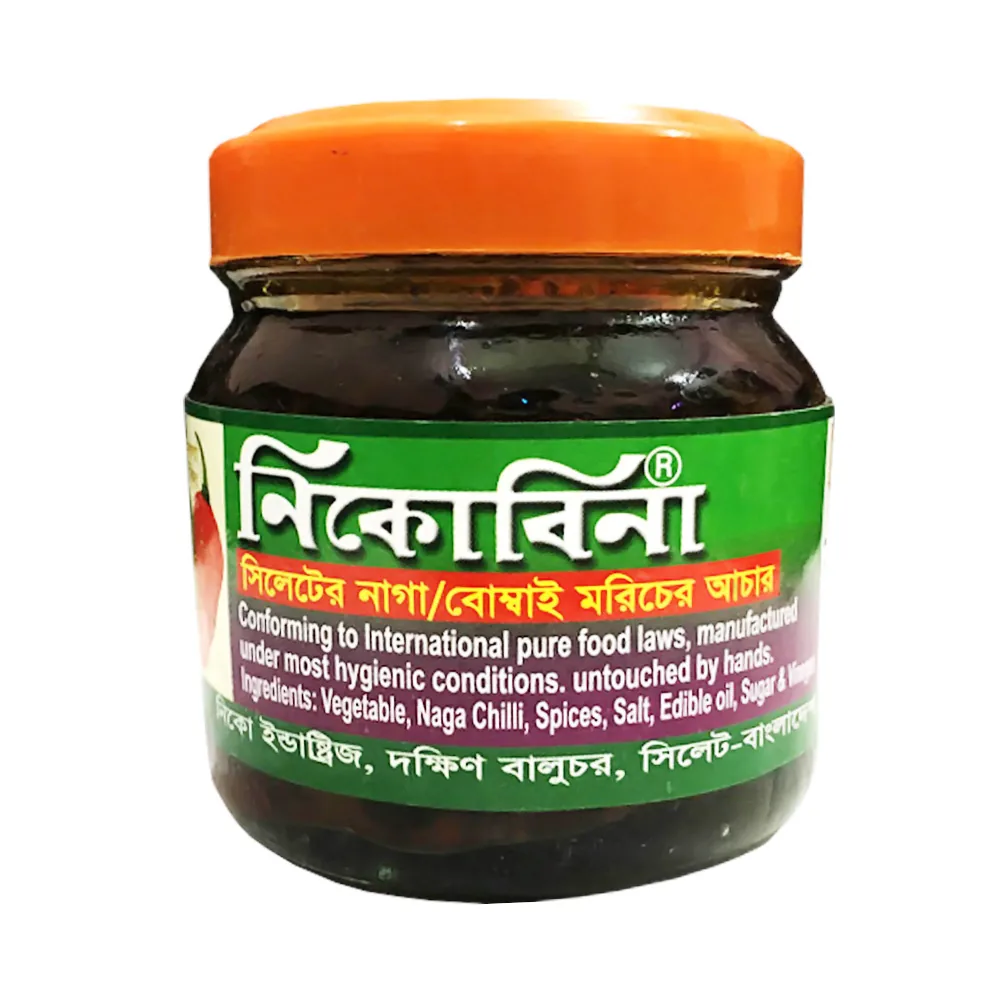 নিকোবিনা ®
সিলেটের নাগা/বোম্বাই মরিচের আচার
Conforming to International pure food laws, manufactured
under most hygienic conditions. untouched by hands.
Ingredients: Vegetable, Naga Chilli, Spices, Salt, Edible oil, Sugar & Vinegar
নিকো ইন্ডাষ্ট্রিজ, দক্ষিণ বালুচর, সিলেট-বাংলাদেশ